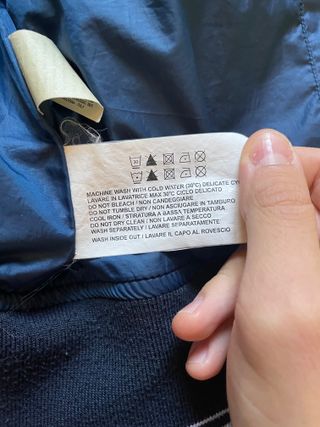 30
MACHINE WASH WITH COLD WATER (30°C) DELICATE CY
LAVARE IN LAVATRICE MAX 30°C CICLO DELICATO
DO NOT BLEACH / NON CANDEGGIARE
DO NOT TUMBLE DRY / NON ASCIUGARE IN TAMBURO
COOL IRON / STIRATURA A BASSA TEMPERATURA
DO NOT DRY CLEAN / NON LAVARE A SECCO
WASH SEPARATELY / LAVARE SEPARATAMENTE
WASH INSIDE OUT / LAVARE IL CAPO AL ROVESCIO